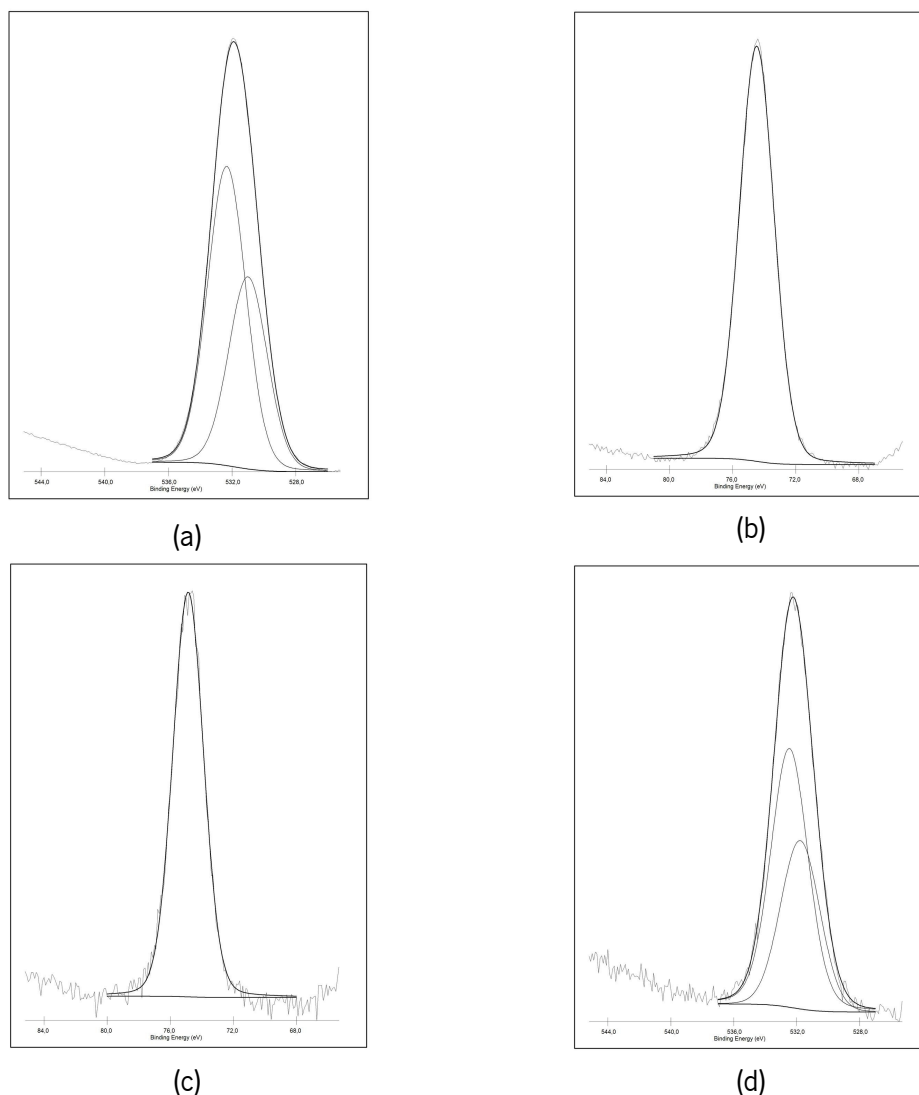 544,0 540,0 536,0 532,0 528,0
Binding Energy (eV)
(a)
84,0 80,0 76,0 72,0 68,0
Binding Energy (eV)
(b)
84,0 80,0 76,0 72,0 68,0
Binding Energy (eV)
(c)
544,0 540,0 536,0 532,0 528,0
Binding Energy (eV)
(d)